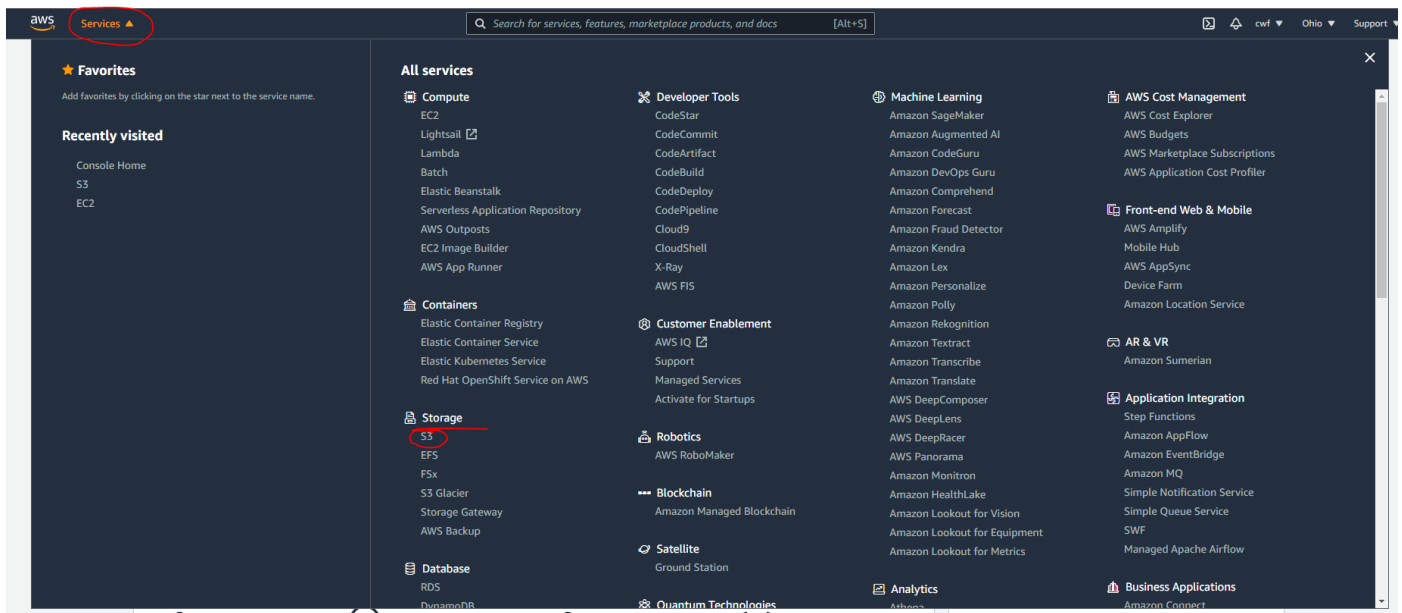 aws
Services ▲
Search for services, features, marketplace products, and docs
[Alt+S]
cwf ▼
Ohio ▼
Support ▼
Favorites
Add favorites by clicking on the star next to the service name.
Recently visited
Console Home
S3
EC2
All services
Compute
EC2
Lightsail
Lambda
Batch
Elastic Beanstalk
Serverless Application Repository
AWS Outposts
EC2 Image Builder
AWS App Runner
Containers
Elastic Container Registry
Elastic Container Service
Elastic Kubernetes Service
Red Hat OpenShift Service on AWS
Storage
S3
EFS
FSx
S3 Glacier
Storage Gateway
AWS Backup
Database
RDS
DynamoDB
Developer Tools
CodeStar
CodeCommit
CodeArtifact
CodeBuild
CodeDeploy
CodePipeline
Cloud9
CloudShell
X-Ray
AWS FIS
Customer Enablement
AWS IQ
Support
Managed Services
Activate for Startups
Robotics
AWS RoboMaker
Blockchain
Amazon Managed Blockchain
Satellite
Ground Station
Quantum Technologies
Machine Learning
Amazon SageMaker
Amazon Augmented AI
Amazon CodeGuru
Amazon DevOps Guru
Amazon Comprehend
Amazon Forecast
Amazon Fraud Detector
Amazon Kendra
Amazon Lex
Amazon Personalize
Amazon Polly
Amazon Rekognition
Amazon Textract
Amazon Transcribe
Amazon Translate
AWS DeepComposer
AWS DeepLens
AWS DeepRacer
AWS Panorama
Amazon Monitron
Amazon HealthLake
Amazon Lookout for Vision
Amazon Lookout for Equipment
Amazon Lookout for Metrics
Analytics
Athena
AWS Cost Management
AWS Cost Explorer
AWS Budgets
AWS Marketplace Subscriptions
AWS Application Cost Profiler
Front-end Web & Mobile
AWS Amplify
Mobile Hub
AWS AppSync
Device Farm
Amazon Location Service
AR & VR
Amazon Sumerian
Application Integration
Step Functions
Amazon AppFlow
Amazon EventBridge
Amazon MQ
Simple Notification Service
Simple Queue Service
SWF
Managed Apache Airflow
Business Applications
Amazon Connect